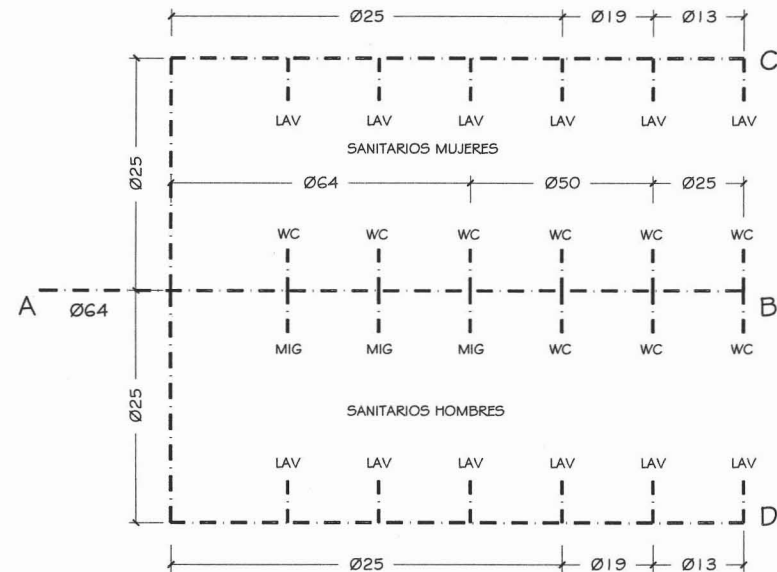 Ø25 Ø19 Ø13
C
LAV LAV LAV LAV LAV LAV
SANITARIOS MUJERES
Ø25
Ø64 Ø50 Ø25
WC WC WC WC WC WC
A Ø64 B
MIG MIG MIG WC WC WC
Ø25
SANITARIOS HOMBRES
LAV LAV LAV LAV LAV LAV
D
Ø25 Ø19 Ø13